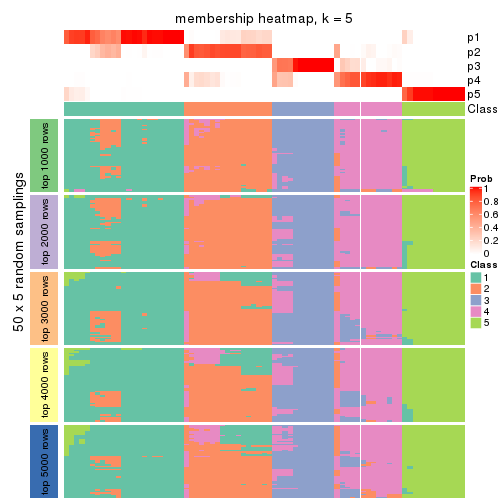 membership heatmap, k = 5
p1
p2
p3
p4
p5
Class
50 x 5 random samplings
top 1000 rows
top 2000 rows
top 3000 rows
top 4000 rows
top 5000 rows
Prob
1
0.8
0.6
0.4
0.2
0
Class
1
2
3
4
5